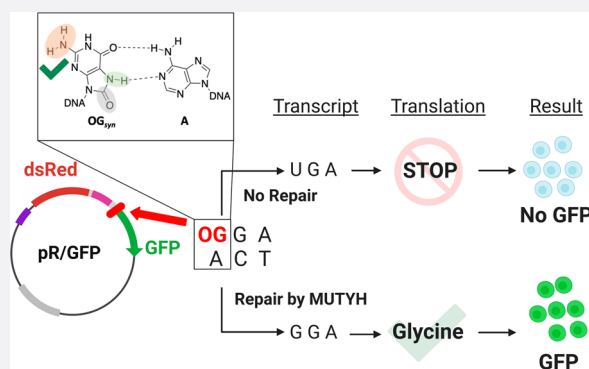 H
N
H
NH
O
N
N
N
H
DNA
O
OGsyn
H
H
N
N
N
N
N
DNA
A
Transcript
Translation
Result
dsRed
pR/GFP
GFP
No Repair
U G A
STOP
No GFP
OG G A
A C T
Repair by MUTYH
G G A
Glycine
GFP